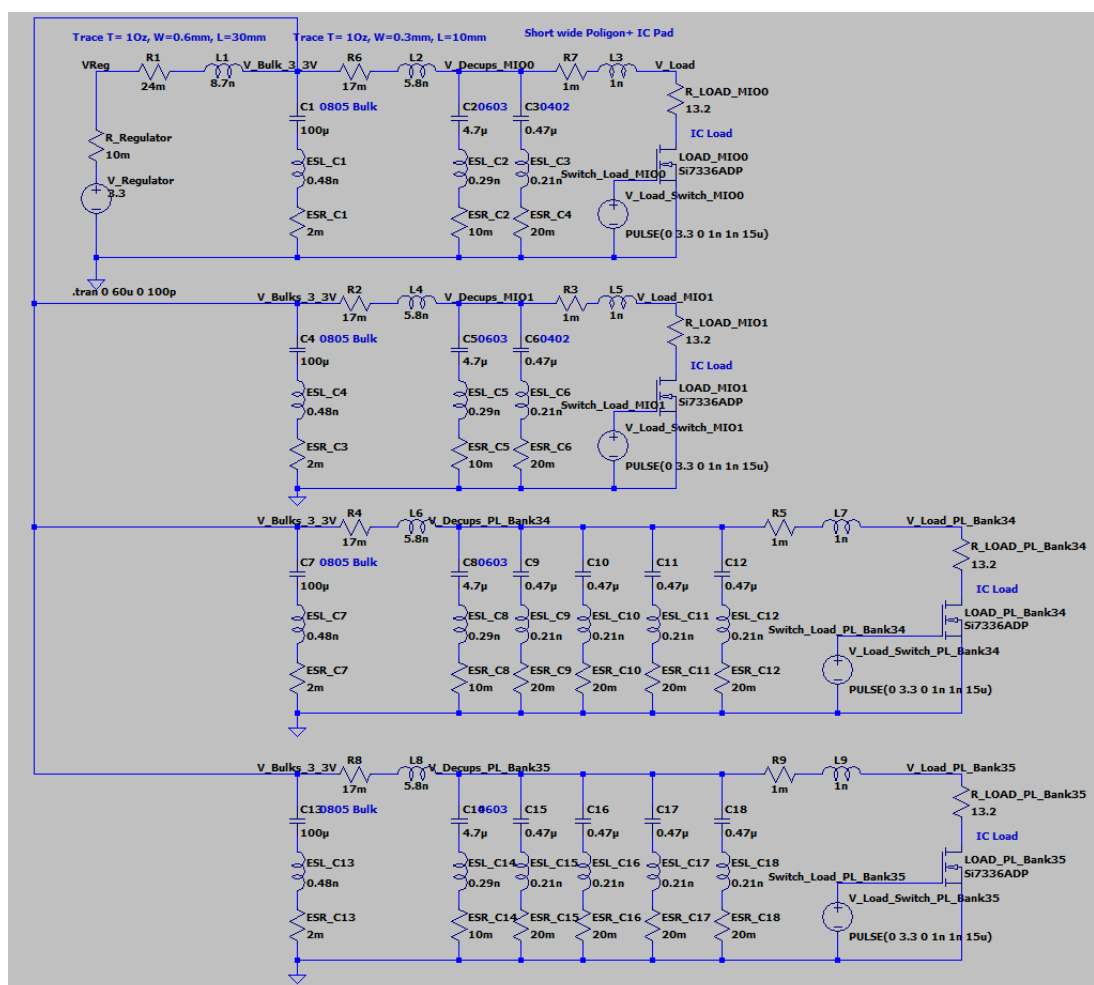 Trace T= 1Oz, W=0.6mm, L=30mm
Trace T= 1Oz, W=0.3mm, L=10mm
Short wide Poligon+ IC Pad
VReg
R1
24m
L1
8.7n
V_Bulk_3_3V
R6
17m
L2
5.8n
V_Decups_MIO0
R7
1m
L3
1n
V_Load
R_LOAD_MIO0
13.2
R_Regulator
10m
V_Regulator
3.3
C1 0805 Bulk
100µ
ESL_C1
0.48n
ESR_C1
2m
C2 0603
4.7µ
ESL_C2
0.29n
ESR_C2
10m
C3 0402
0.47µ
ESL_C3
0.21n
ESR_C4
20m
IC Load
LOAD_MIO0
Si7336ADP
Switch_Load_MIO0
V_Load_Switch_MIO0
PULSE(0 3.3 0 1n 1n 15u)
.tran 0 60u 0 100p
V_Bulks_3_3V
R2
17m
L4
5.8n
V_Decups_MIO1
R3
1m
L5
1n
V_Load_MIO1
R_LOAD_MIO1
13.2
C4 0805 Bulk
100µ
ESL_C4
0.48n
ESR_C3
2m
C5 0603
4.7µ
ESL_C5
0.29n
ESR_C5
10m
C6 0402
0.47µ
ESL_C6
0.21n
ESR_C6
20m
IC Load
LOAD_MIO1
Si7336ADP
Switch_Load_MIO1
V_Load_Switch_MIO1
PULSE(0 3.3 0 1n 1n 15u)
V_Bulks_3_3V
R4
17m
L6
5.8n
V_Decups_PL_Bank34
R5
1m
L7
1n
V_Load_PL_Bank34
R_LOAD_PL_Bank34
13.2
C7 0805 Bulk
100µ
ESL_C7
0.48n
ESR_C7
2m
C8 0603
4.7µ
ESL_C8
0.29n
ESR_C8
10m
C9
0.47µ
ESL_C9
0.21n
ESR_C9
20m
C10
0.47µ
ESL_C10
0.21n
ESR_C10
20m
C11
0.47µ
ESL_C11
0.21n
ESR_C11
20m
C12
0.47µ
ESL_C12
0.21n
ESR_C12
20m
IC Load
LOAD_PL_Bank34
Si7336ADP
Switch_Load_PL_Bank34
V_Load_Switch_PL_Bank34
PULSE(0 3.3 0 1n 1n 15u)
V_Bulks_3_3V
R8
17m
L8
5.8n
V_Decups_PL_Bank35
R9
1m
L9
1n
V_Load_PL_Bank35
R_LOAD_PL_Bank35
13.2
C13 0805 Bulk
100µ
ESL_C13
0.48n
ESR_C13
2m
C14 0603
4.7µ
ESL_C14
0.29n
ESR_C14
10m
C15
0.47µ
ESL_C15
0.21n
ESR_C15
20m
C16
0.47µ
ESL_C16
0.21n
ESR_C16
20m
C17
0.47µ
ESL_C17
0.21n
ESR_C17
20m
C18
0.47µ
ESL_C18
0.21n
ESR_C18
20m
IC Load
LOAD_PL_Bank35
Si7336ADP
Switch_Load_PL_Bank35
V_Load_Switch_PL_Bank35
PULSE(0 3.3 0 1n 1n 15u)